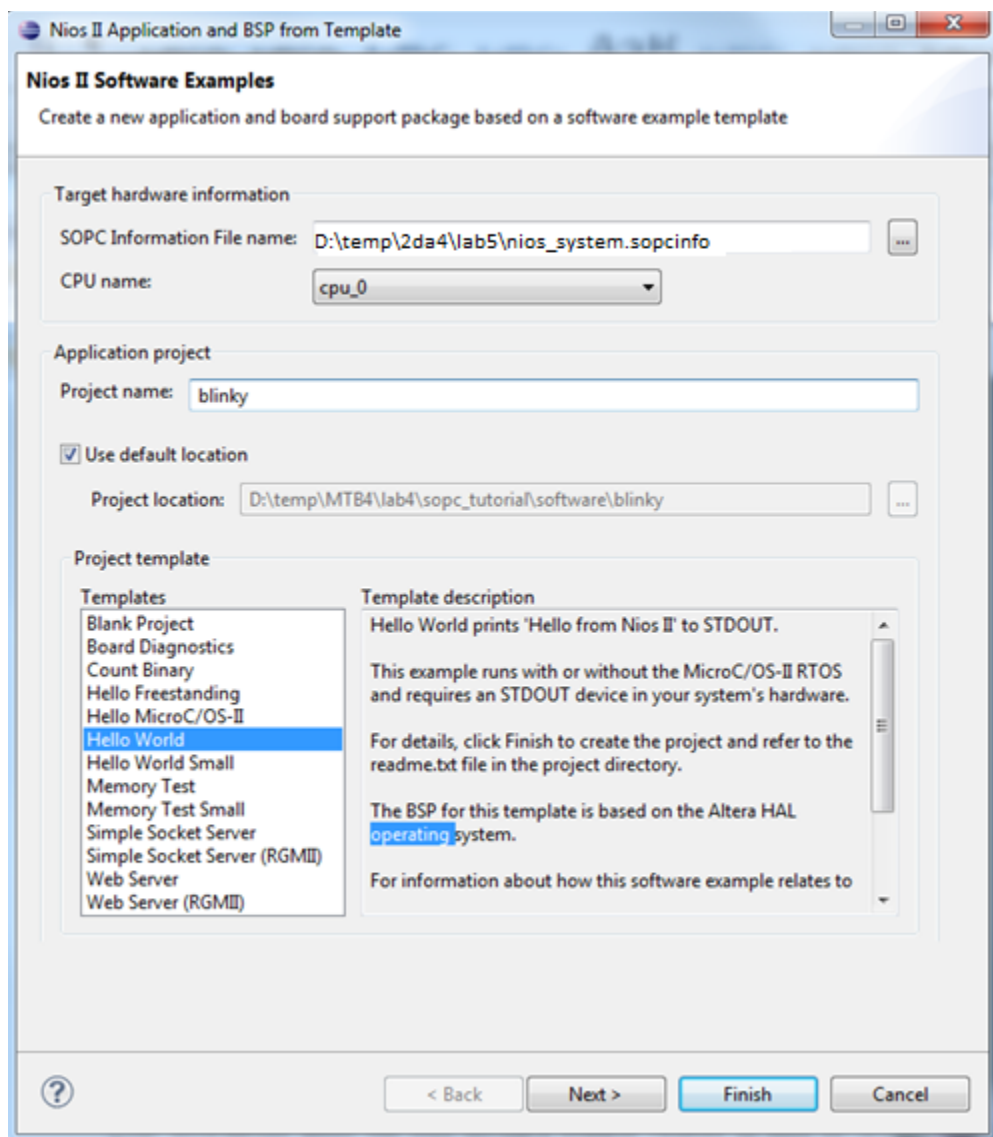 Nios II Application and BSP from Template
Nios II Software Examples
Create a new application and board support package based on a software example template
Target hardware information
SOPC Information File name: D:\temp\2da4\lab5\nios_system.sopcinfo ...
CPU name: cpu_0
Application project
Project name: blinky
Use default location
Project location: D:\temp\MTB4\lab4\sopc_tutorial\software\blinky ...
Project template
Templates
Blank Project
Board Diagnostics
Count Binary
Hello Freestanding
Hello MicroC/OS-II
Hello World
Hello World Small
Memory Test
Memory Test Small
Simple Socket Server
Simple Socket Server (RGMII)
Web Server
Web Server (RGMII)
Template description
Hello World prints 'Hello from Nios II' to STDOUT.
This example runs with or without the MicroC/OS-II RTOS
and requires an STDOUT device in your system's hardware.
For details, click Finish to create the project and refer to the
readme.txt file in the project directory.
The BSP for this template is based on the Altera HAL
operating system.
For information about how this software example relates to
? < Back Next > Finish Cancel